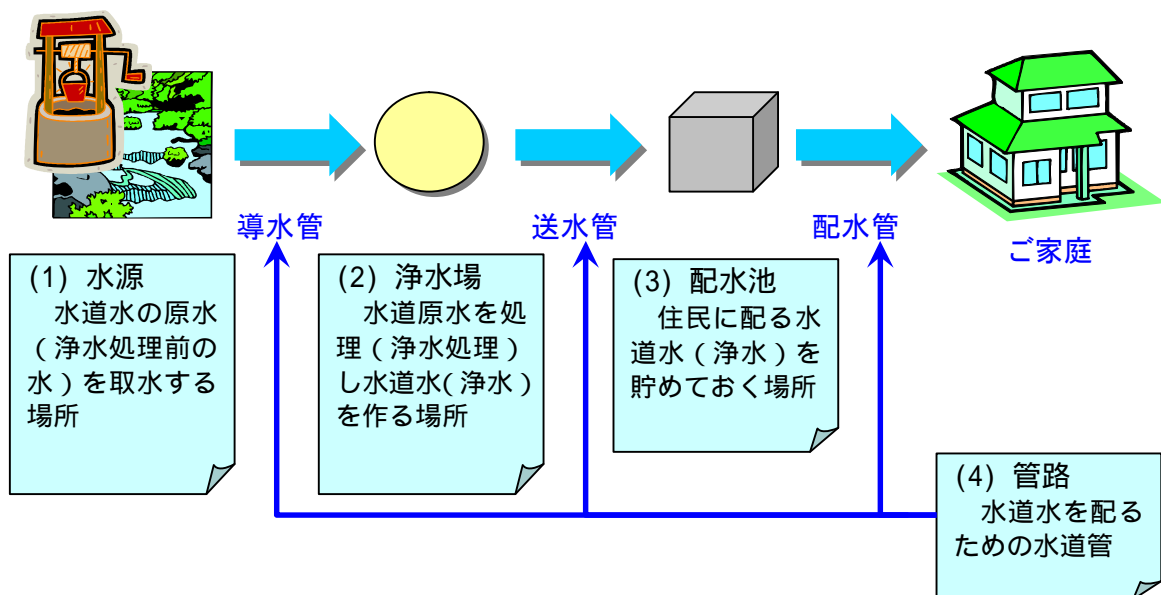 導水管
送水管
配水管
ご家庭
(1) 水源
水道水の原水
(浄水処理前の
水)を取水する
場所
(2) 浄水場
水道原水を処
理(浄水処理)
し水道水(浄水)
を作る場所
(3) 配水池
住民に配る水
道水(浄水)を
貯めておく場所
(4) 管路
水道水を配る
ための水道管